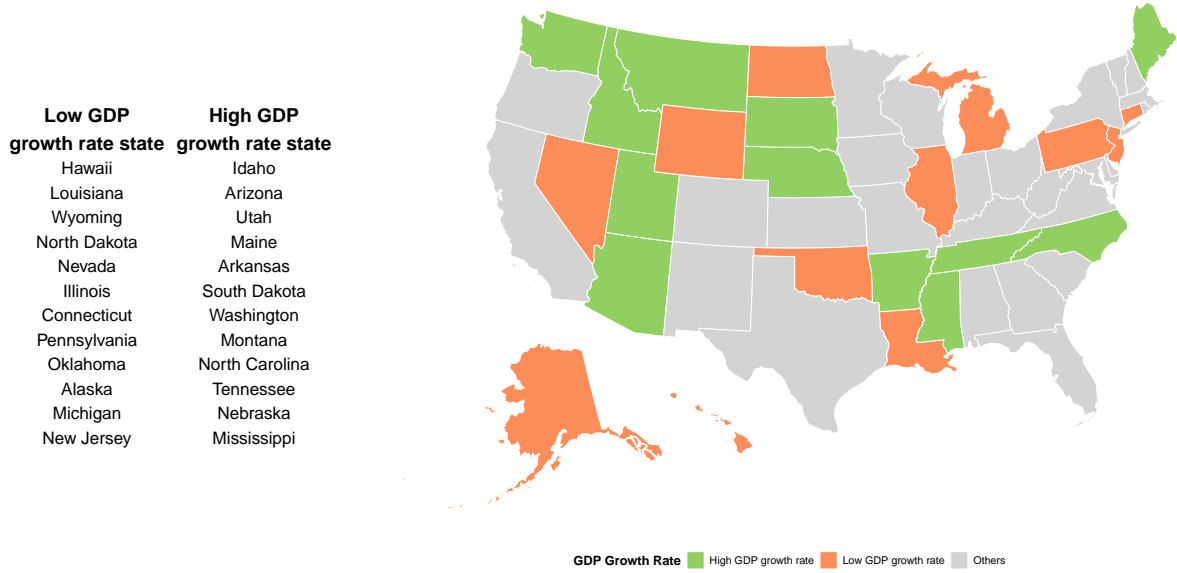 Low GDP growth rate state
Hawaii
Louisiana
Wyoming
North Dakota
Nevada
Illinois
Connecticut
Pennsylvania
Oklahoma
Alaska
Michigan
New Jersey
High GDP growth rate state
Idaho
Arizona
Utah
Maine
Arkansas
South Dakota
Washington
Montana
North Carolina
Tennessee
Nebraska
Mississippi
GDP Growth Rate High GDP growth rate Low GDP growth rate Others